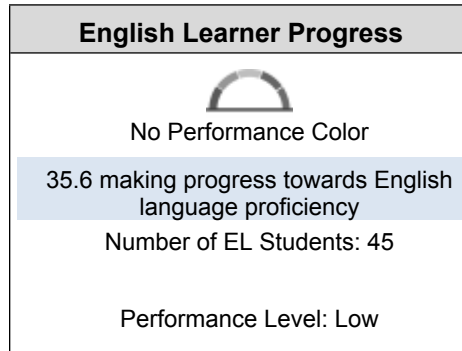 English Learner Progress
No Performance Color
35.6 making progress towards English
language proficiency
Number of EL Students: 45
Performance Level: Low